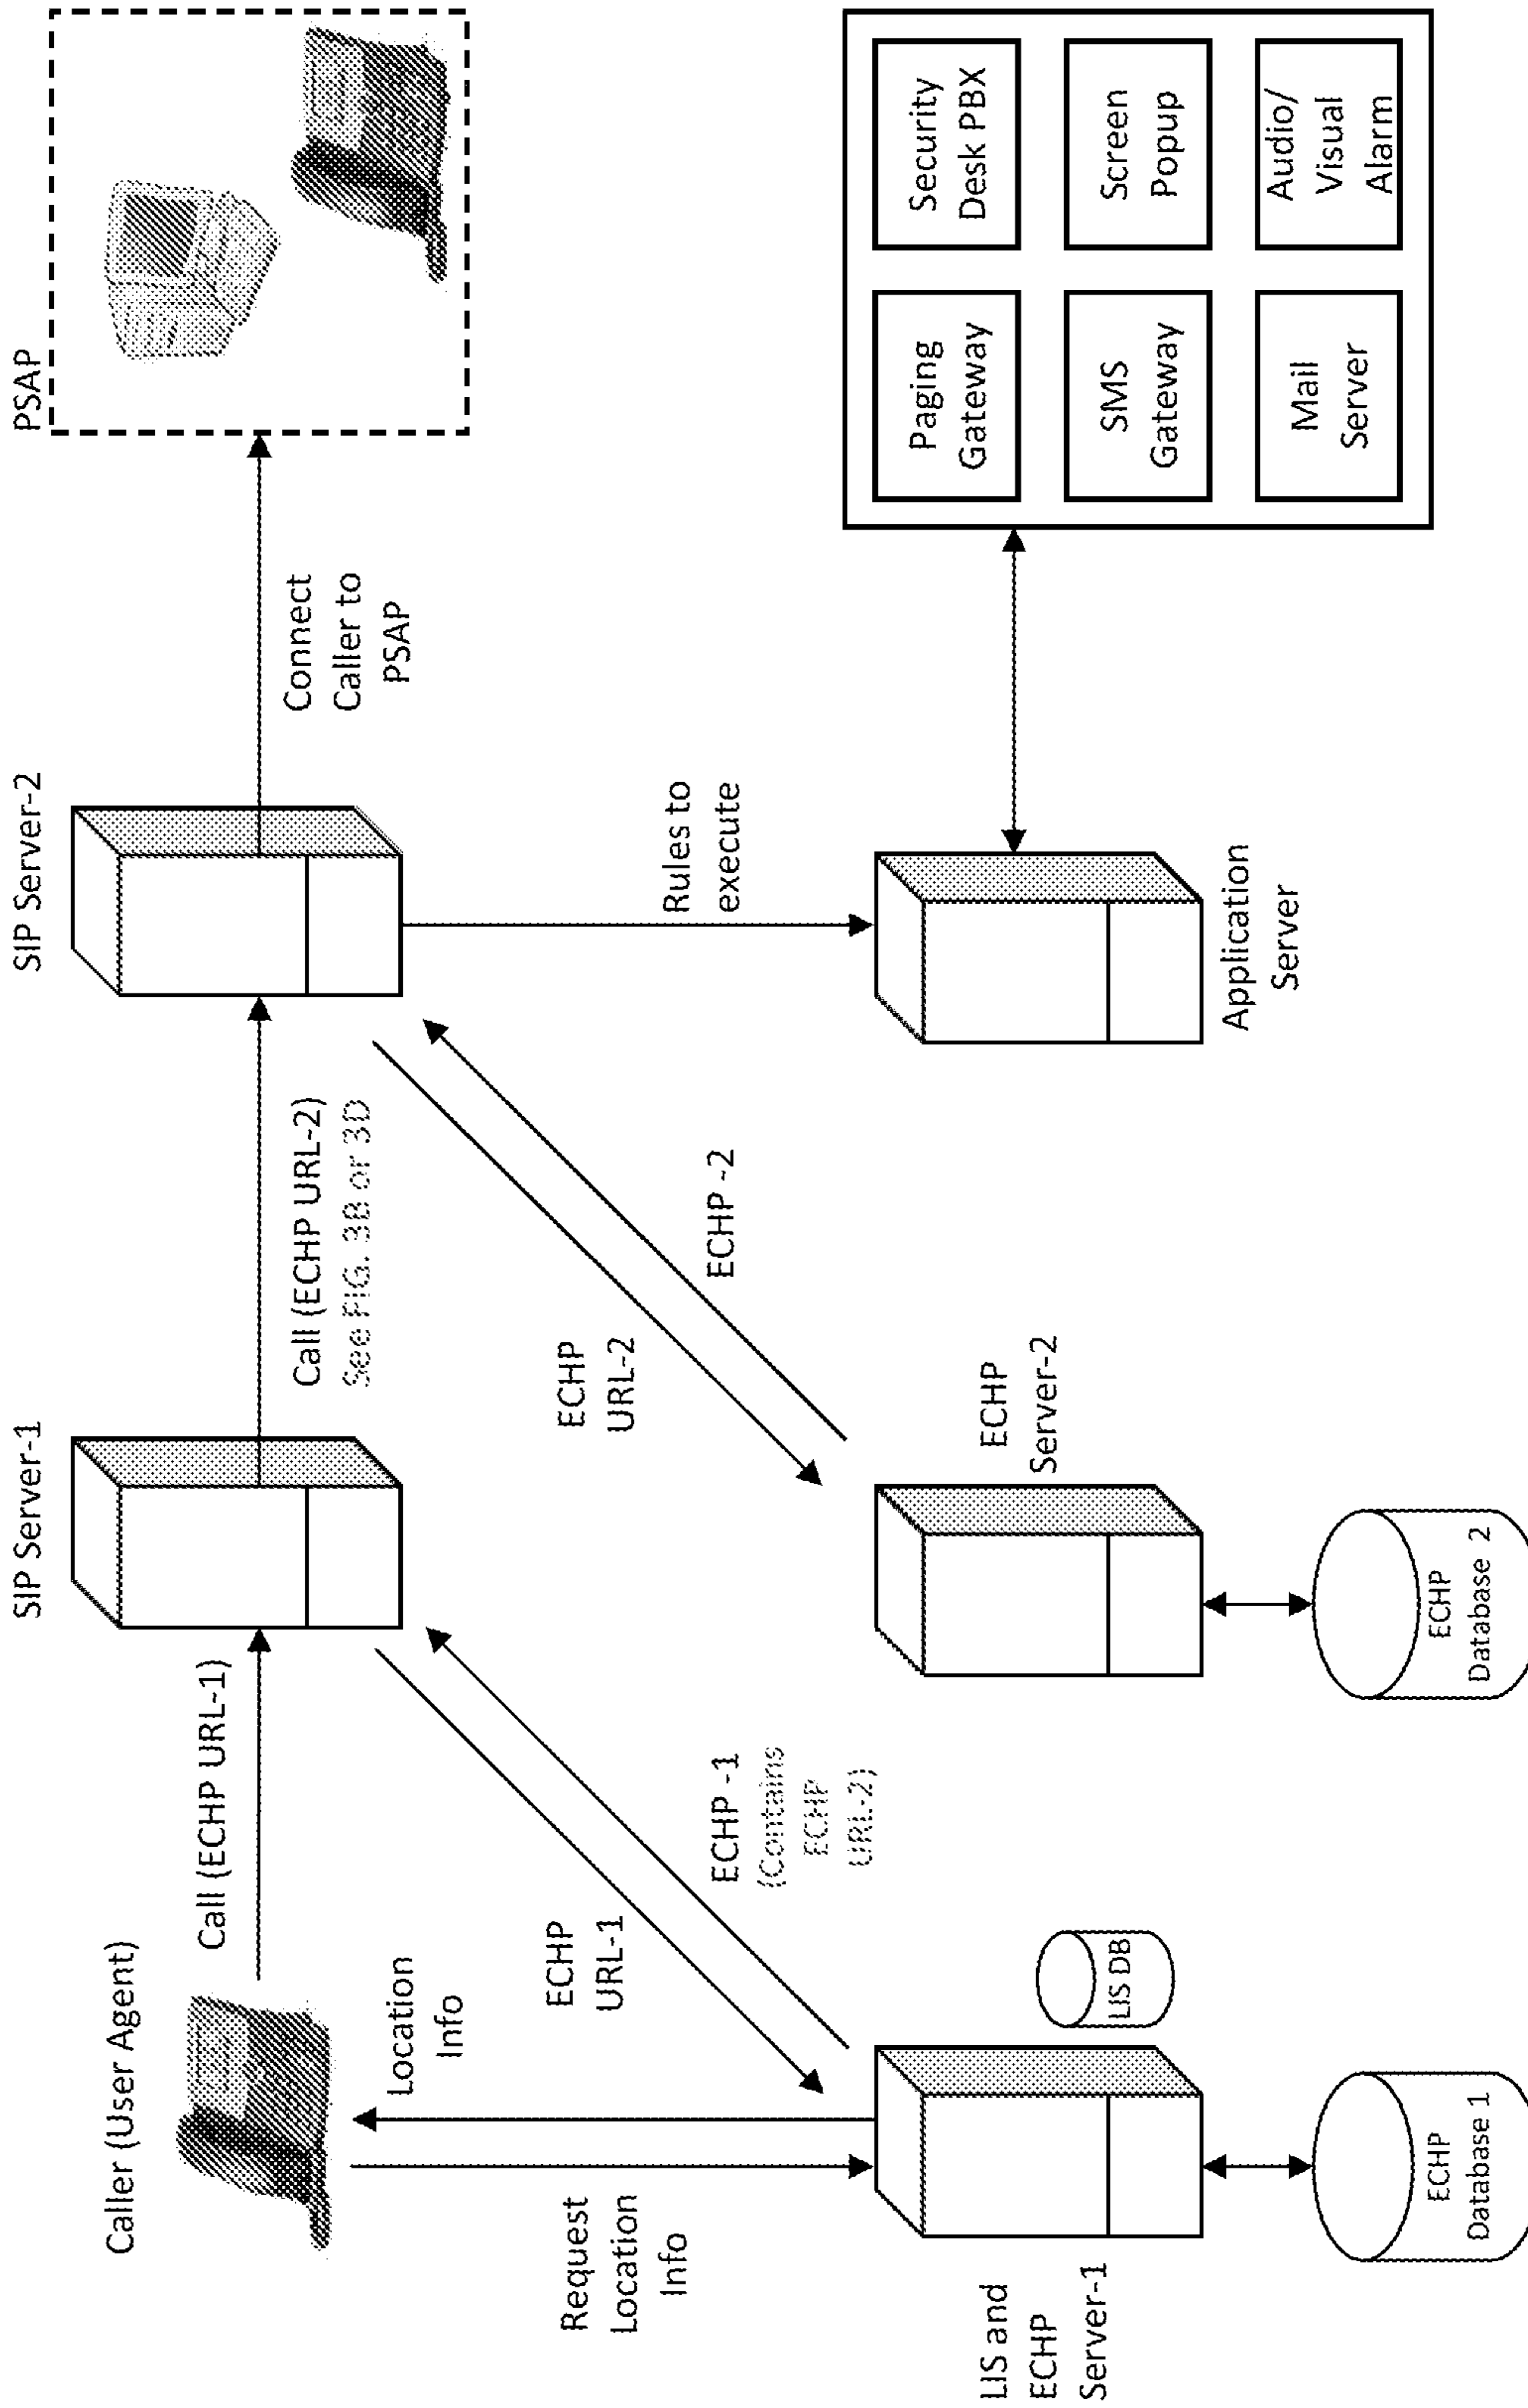 Caller (User Agent)
Call (ECHP URL-1)
SIP Server-1
Call (ECHP URL-2)
See FIG. 3B or 3D
SIP Server-2
Connect
Caller to
PSAP
PSAP
Request
Location
Info
Location
Info
ECHP
URL-1
ECHP -1
(Contains
ECHP
URL-2)
ECHP
URL-2
ECHP -2
Rules to
execute
LIS and
ECHP
Server-1
LIS DB
ECHP
Database 1
ECHP
Server-2
ECHP
Database 2
Application
Server
Paging
Gateway
Security
Desk PBX
SMS
Gateway
Screen
Popup
Mail
Server
Audio/
Visual
Alarm